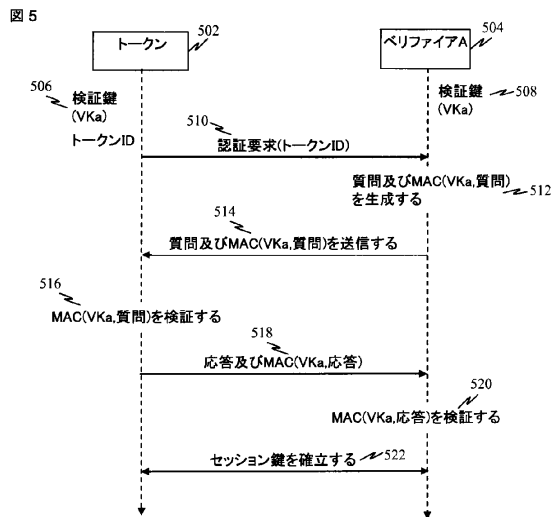 図5
トークン 502
ベリファイアA 504
506 検証鍵
(VKa)
検証鍵 508
(VKa)
トークンID
510
認証要求(トークンID)
質問及びMAC(VKa,質問)
を生成する 512
514
質問及びMAC(VKa,質問)を送信する
516
MAC(VKa,質問)を検証する
518
応答及びMAC(VKa,応答)
520
MAC(VKa,応答)を検証する
セッション鍵を確立する 522